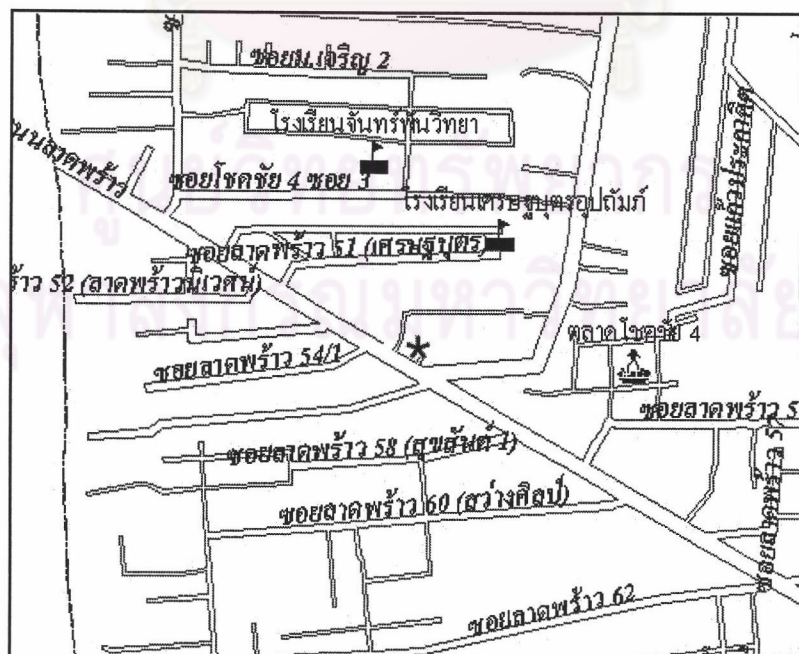 ซอยม.เจริญ 2
โรงเรียนจันทร์หุ่นวิทยา
นนลาดพร้าว
ซอยโชคชัย 4 ซอย 3
โรงเรียนเศรษฐบุตรอุปถัมภ์
ซอยแก้วประกาศิต
ซอยลาดพร้าว 51 (เศรษฐบุตร)
ร้าว 52 (ลาดพร้าวนิเวศน์)
ตลาดโชคชัย 4
ซอยลาดพร้าว 54/1
ซอยลาดพร้าว 5
ซอยลาดพร้าว 58 (สุขสันต์ 1)
ซอยลาดพร้าว 60 (สว่างศิลป์)
ซอยลาดพร้าว 57
ซอยลาดพร้าว 62